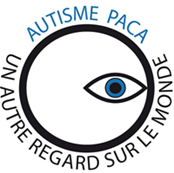 AUTISME PACA
UN AUTRE REGARD SUR LE MONDE